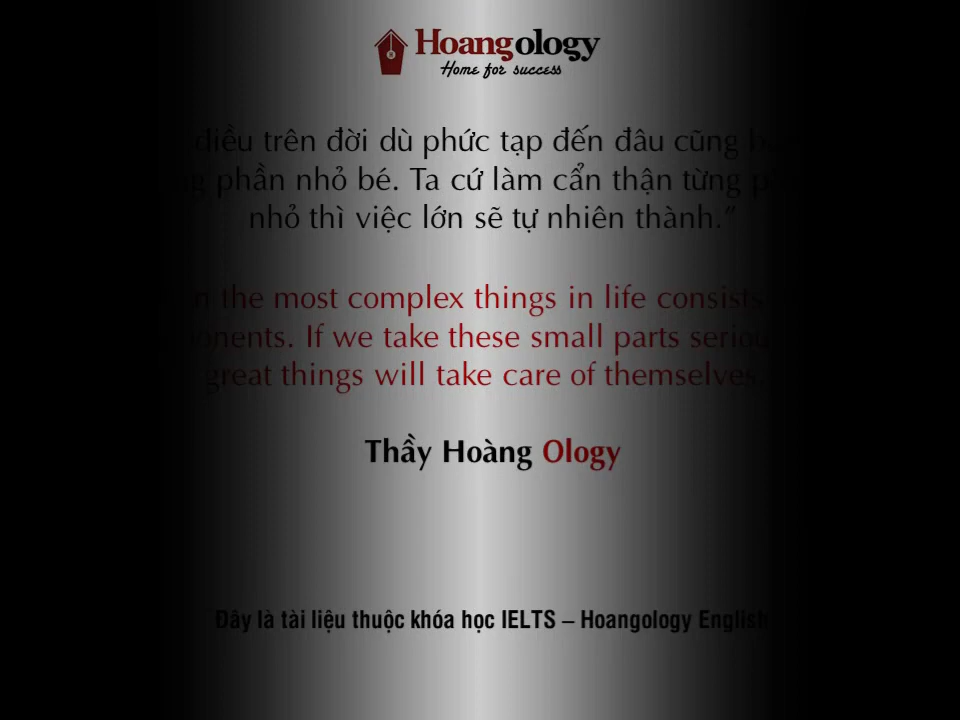 Hoangology
Home for success
điều trên đời dù phức tạp đến đâu cũng
phần nhỏ bé. Ta cứ làm cẩn thận từng
nhỏ thì việc lớn sẽ tự nhiên thành.”
the most complex things in life consists
If we take these small parts
great things will take care of themselves.
Thầy Hoàng Ology
Đây là tài liệu thuộc khóa học IELTS – Hoangology English